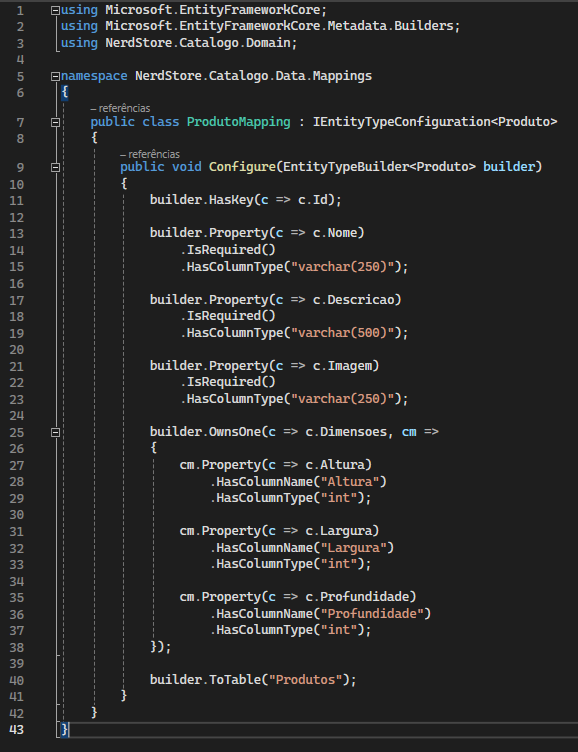 1 using Microsoft.EntityFrameworkCore;
2 using Microsoft.EntityFrameworkCore.Metadata.Builders;
3 using NerdStore.Catalogo.Domain;
4
5 namespace NerdStore.Catalogo.Data.Mappings
6 {
– referências
7 public class ProdutoMapping : IEntityTypeConfiguration<Produto>
8 {
– referências
9 public void Configure(EntityTypeBuilder<Produto> builder)
10 {
11 builder.HasKey(c => c.Id);
12
13 builder.Property(c => c.Nome)
14 .IsRequired()
15 .HasColumnType("varchar(250)");
16
17 builder.Property(c => c.Descricao)
18 .IsRequired()
19 .HasColumnType("varchar(500)");
20
21 builder.Property(c => c.Imagem)
22 .IsRequired()
23 .HasColumnType("varchar(250)");
24
25 builder.OwnsOne(c => c.Dimensoes, cm =>
26 {
27 cm.Property(c => c.Altura)
28 .HasColumnName("Altura")
29 .HasColumnType("int");
30
31 cm.Property(c => c.Largura)
32 .HasColumnName("Largura")
33 .HasColumnType("int");
34
35 cm.Property(c => c.Profundidade)
36 .HasColumnName("Profundidade")
37 .HasColumnType("int");
38 });
39
40 builder.ToTable("Produtos");
41 }
42 }
43 }